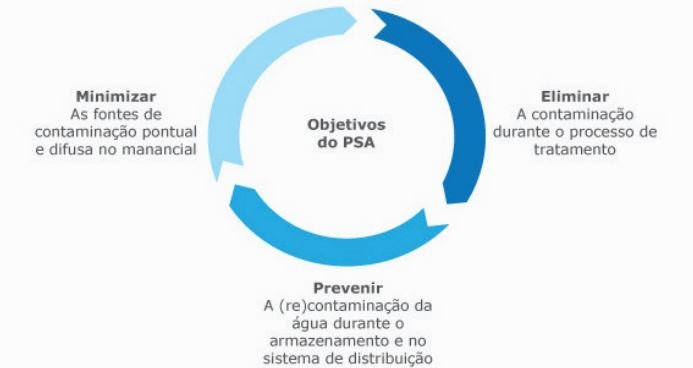 Minimizar
As fontes de
contaminação pontual
e difusa no manancial
Objetivos
do PSA
Eliminar
A contaminação
durante o processo de
tratamento
Prevenir
A (re)contaminação da
água durante o
armazenamento e no
sistema de distribuição